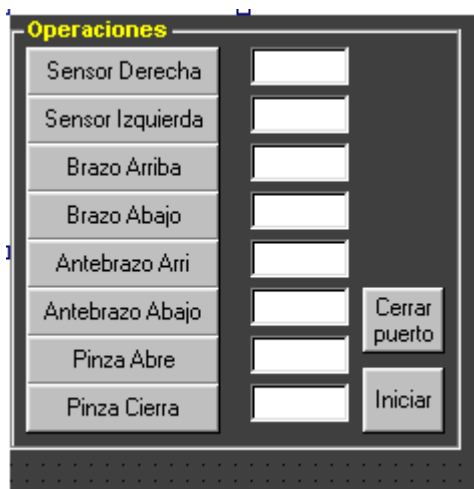 Operaciones
Sensor Derecha
Sensor Izquierda
Brazo Arriba
Brazo Abajo
Antebrazo Arri
Antebrazo Abajo
Cerrar
puerto
Pinza Abre
Pinza Cierra
Iniciar